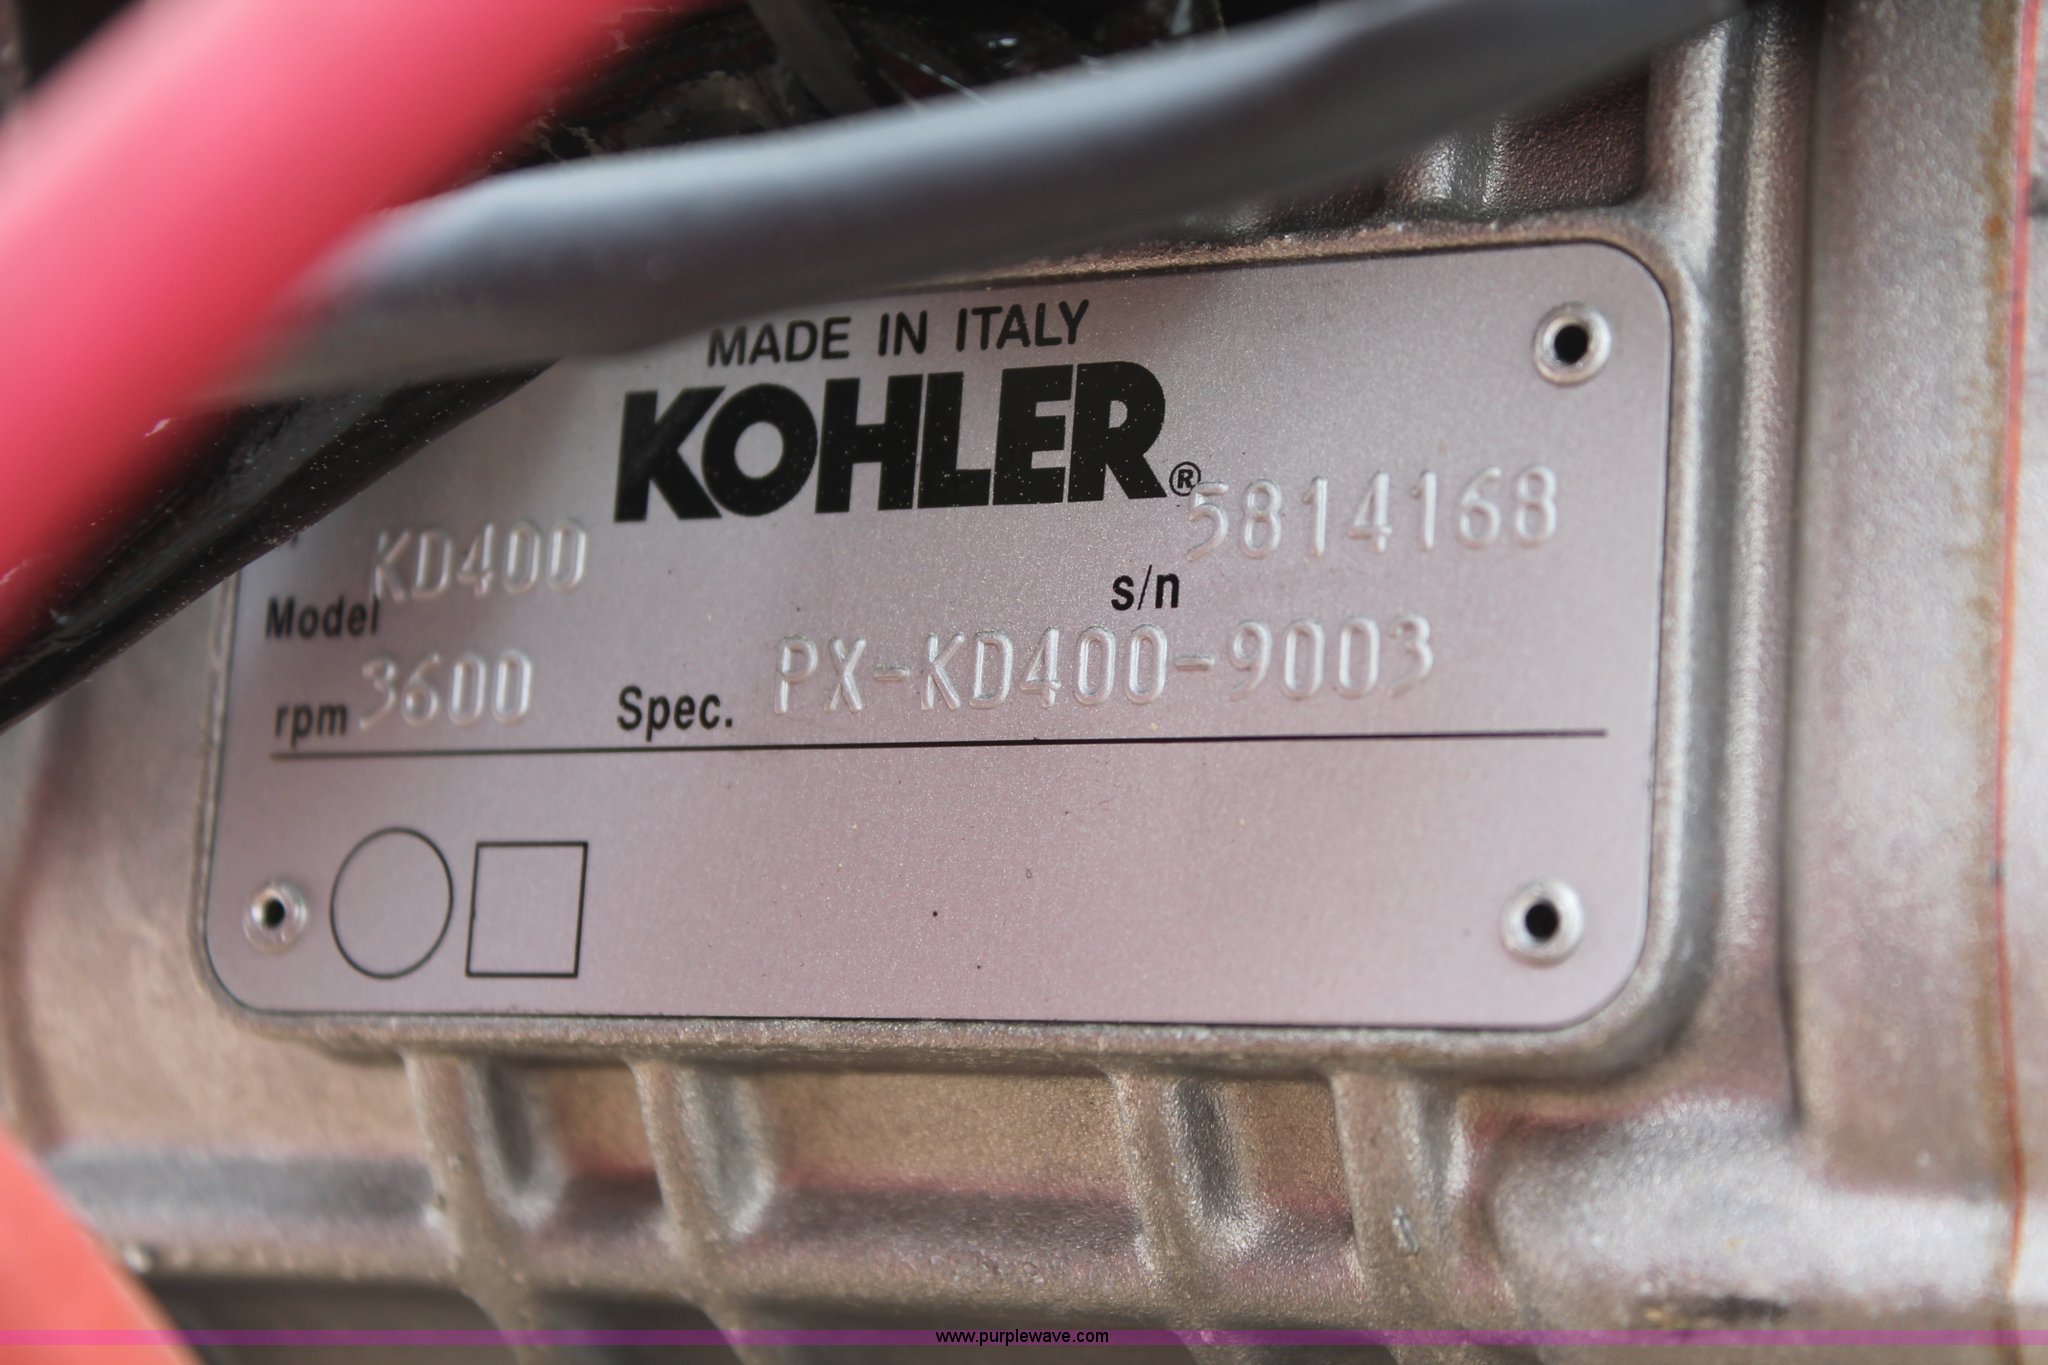 MADE IN ITALY
KOHLER®
Model KD400 s/n 5814168
rpm 3600 Spec. PX-KD400-9003
www.purplewave.com